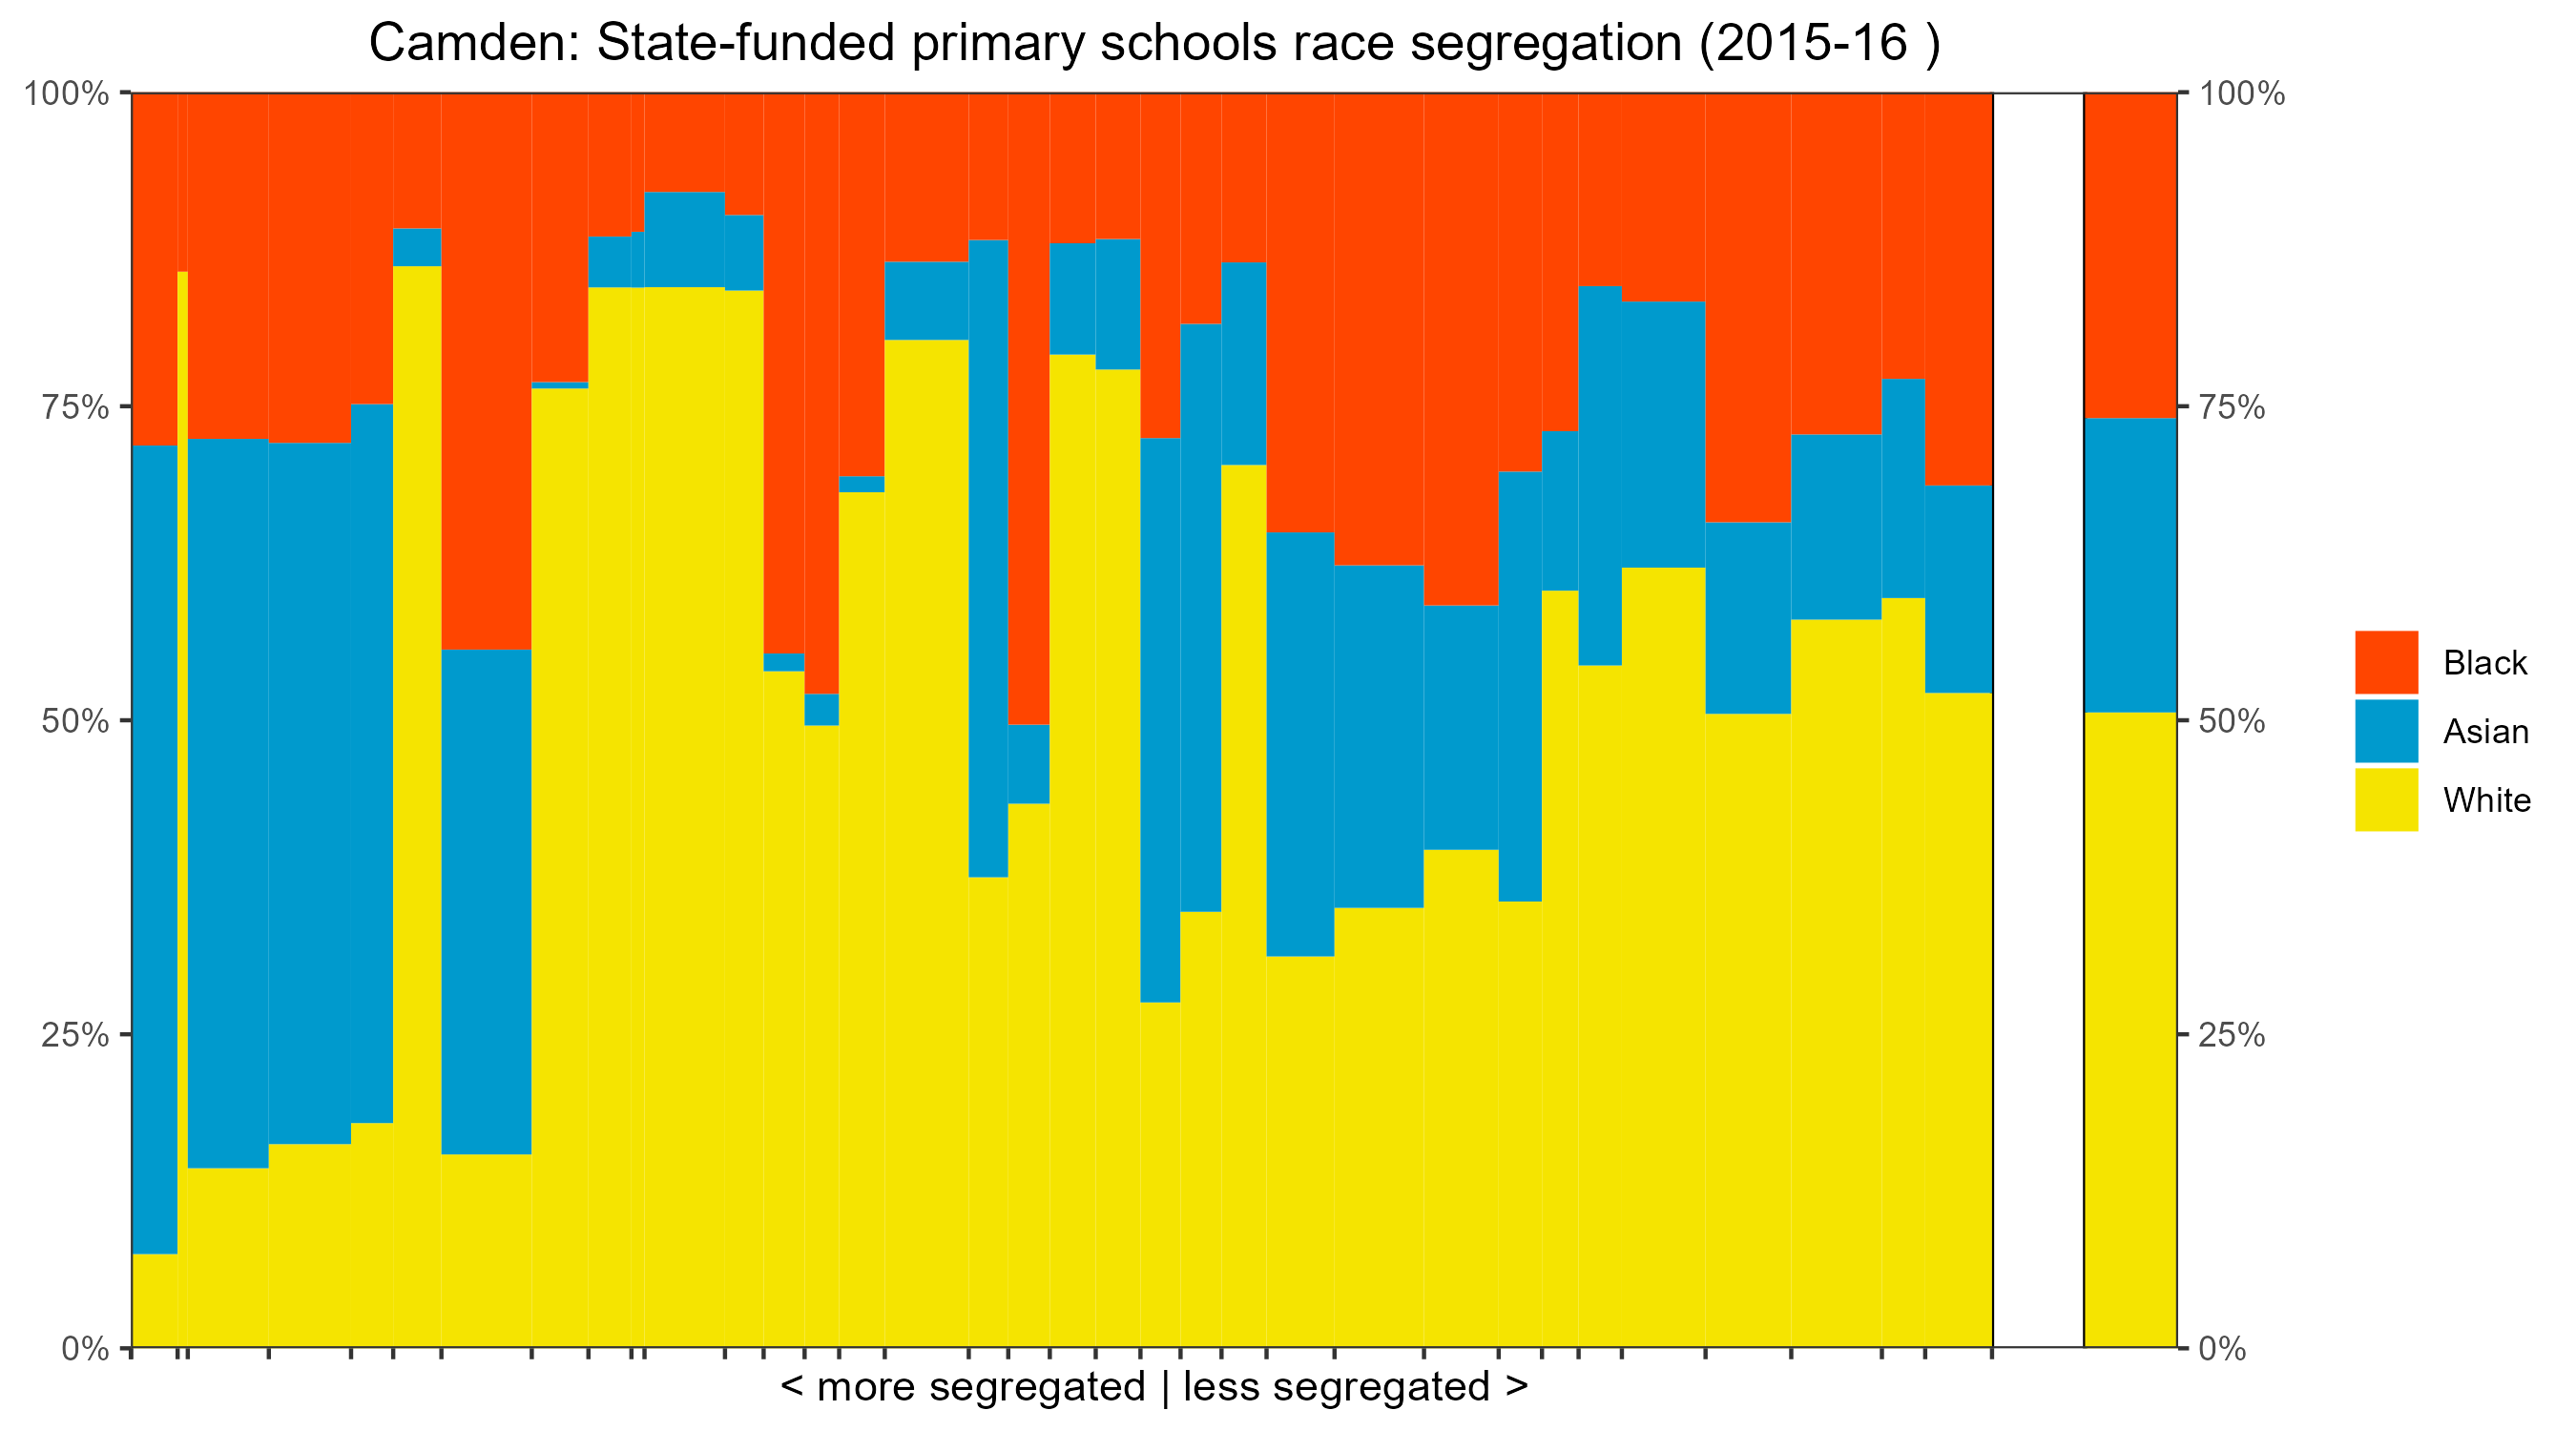 Camden: State-funded primary schools race segregation (2015-16 )
100%
75%
50%
25%
0%
100%
75%
50%
25%
0%
Black
Asian
White
< more segregated | less segregated >